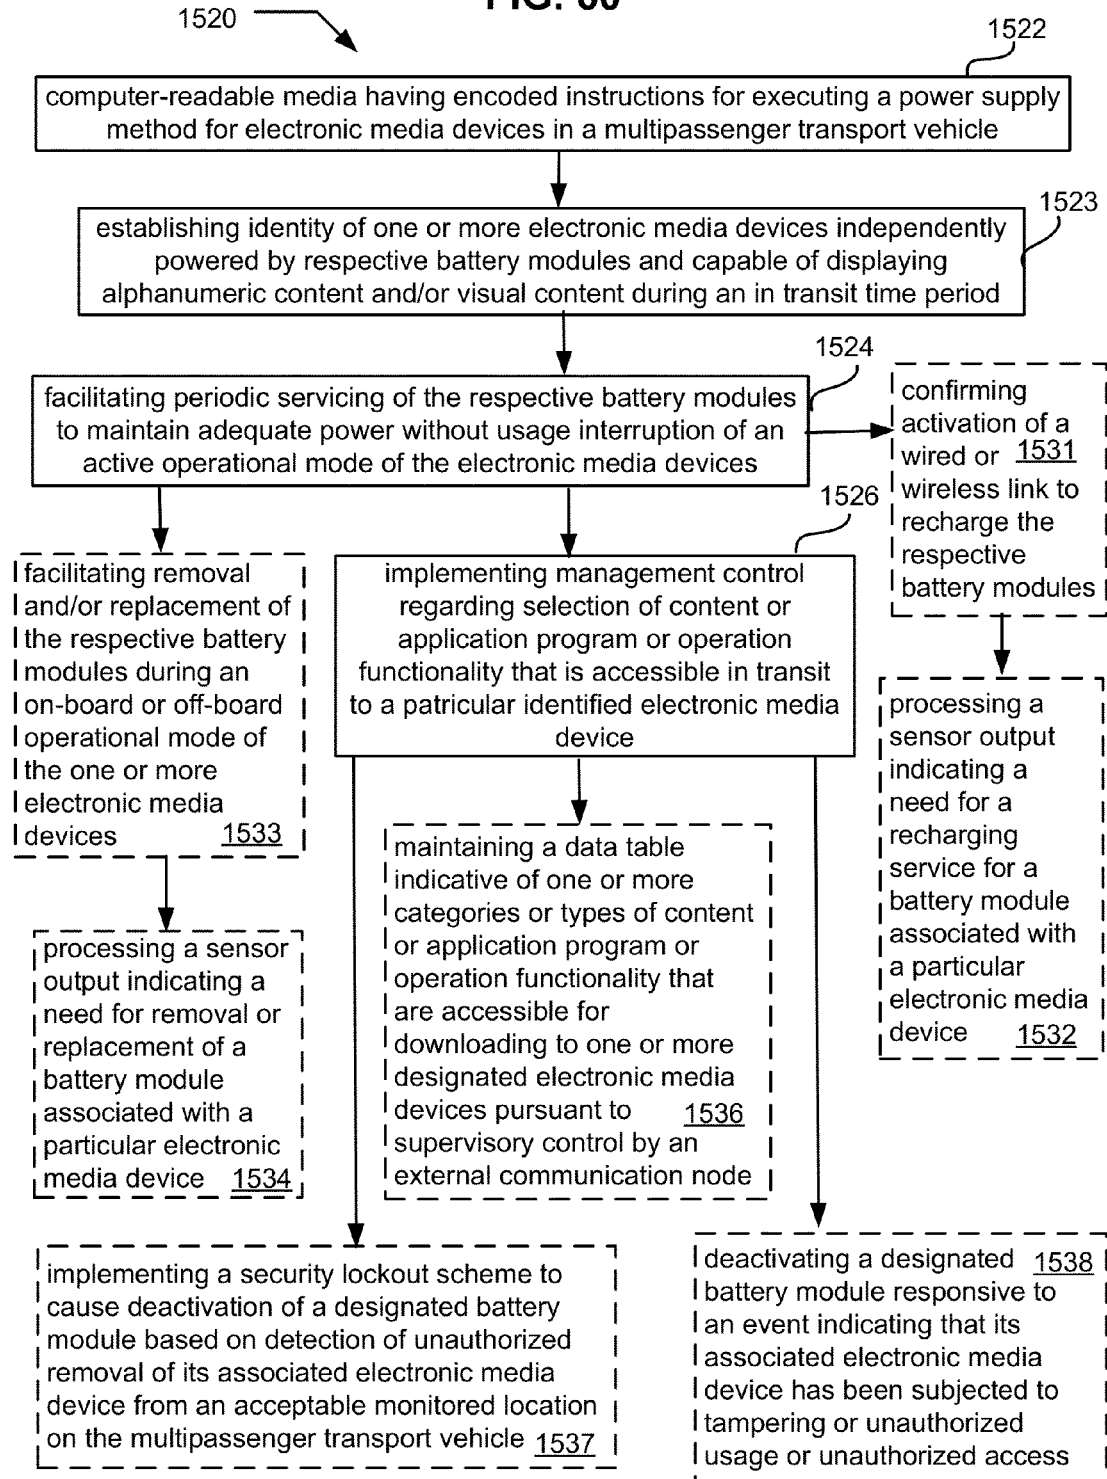 1520
1522
computer-readable media having encoded instructions for executing a power supply
method for electronic media devices in a multipassenger transport vehicle
1523
establishing identity of one or more electronic media devices independently
powered by respective battery modules and capable of displaying
alphanumeric content and/or visual content during an in transit time period
1524
facilitating periodic servicing of the respective battery modules
to maintain adequate power without usage interruption of an
active operational mode of the electronic media devices
confirming
activation of a
wired or 1531
wireless link to
recharge the
respective
battery modules
1526
facilitating removal
and/or replacement of
the respective battery
modules during an
on-board or off-board
operational mode of
the one or more
electronic media
devices 1533
implementing management control
regarding selection of content or
application program or operation
functionality that is accessible in transit
to a patricular identified electronic media
device
processing a
sensor output
indicating a
need for a
recharging
service for a
battery module
associated with
a particular
electronic media
device 1532
processing a sensor
output indicating a
need for removal or
replacement of a
battery module
associated with a
particular electronic
media device 1534
maintaining a data table
indicative of one or more
categories or types of content
or application program or
operation functionality that
are accessible for
downloading to one or more
designated electronic media
devices pursuant to 1536
supervisory control by an
external communication node
implementing a security lockout scheme to
cause deactivation of a designated battery
module based on detection of unauthorized
removal of its associated electronic media
device from an acceptable monitored location
on the multipassenger transport vehicle 1537
deactivating a designated 1538
battery module responsive to
an event indicating that its
associated electronic media
device has been subjected to
tampering or unauthorized
usage or unauthorized access